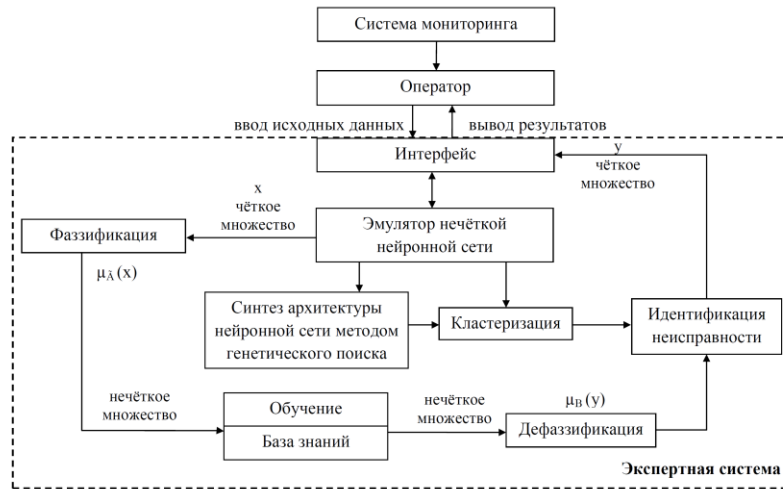 Система мониторинга
Оператор
ввод исходных данных
вывод результатов
Интерфейс
y
чёткое
множество
x
чёткое
множество
Эмулятор нечёткой
нейронной сети
Фаззификация
μÂ(x)
Синтез архитектуры
нейронной сети методом
генетического поиска
Кластеризация
Идентификация
неисправности
нечёткое
множество
Обучение
База знаний
нечёткое
множество
μB(y)
Дефаззификация
Экспертная система